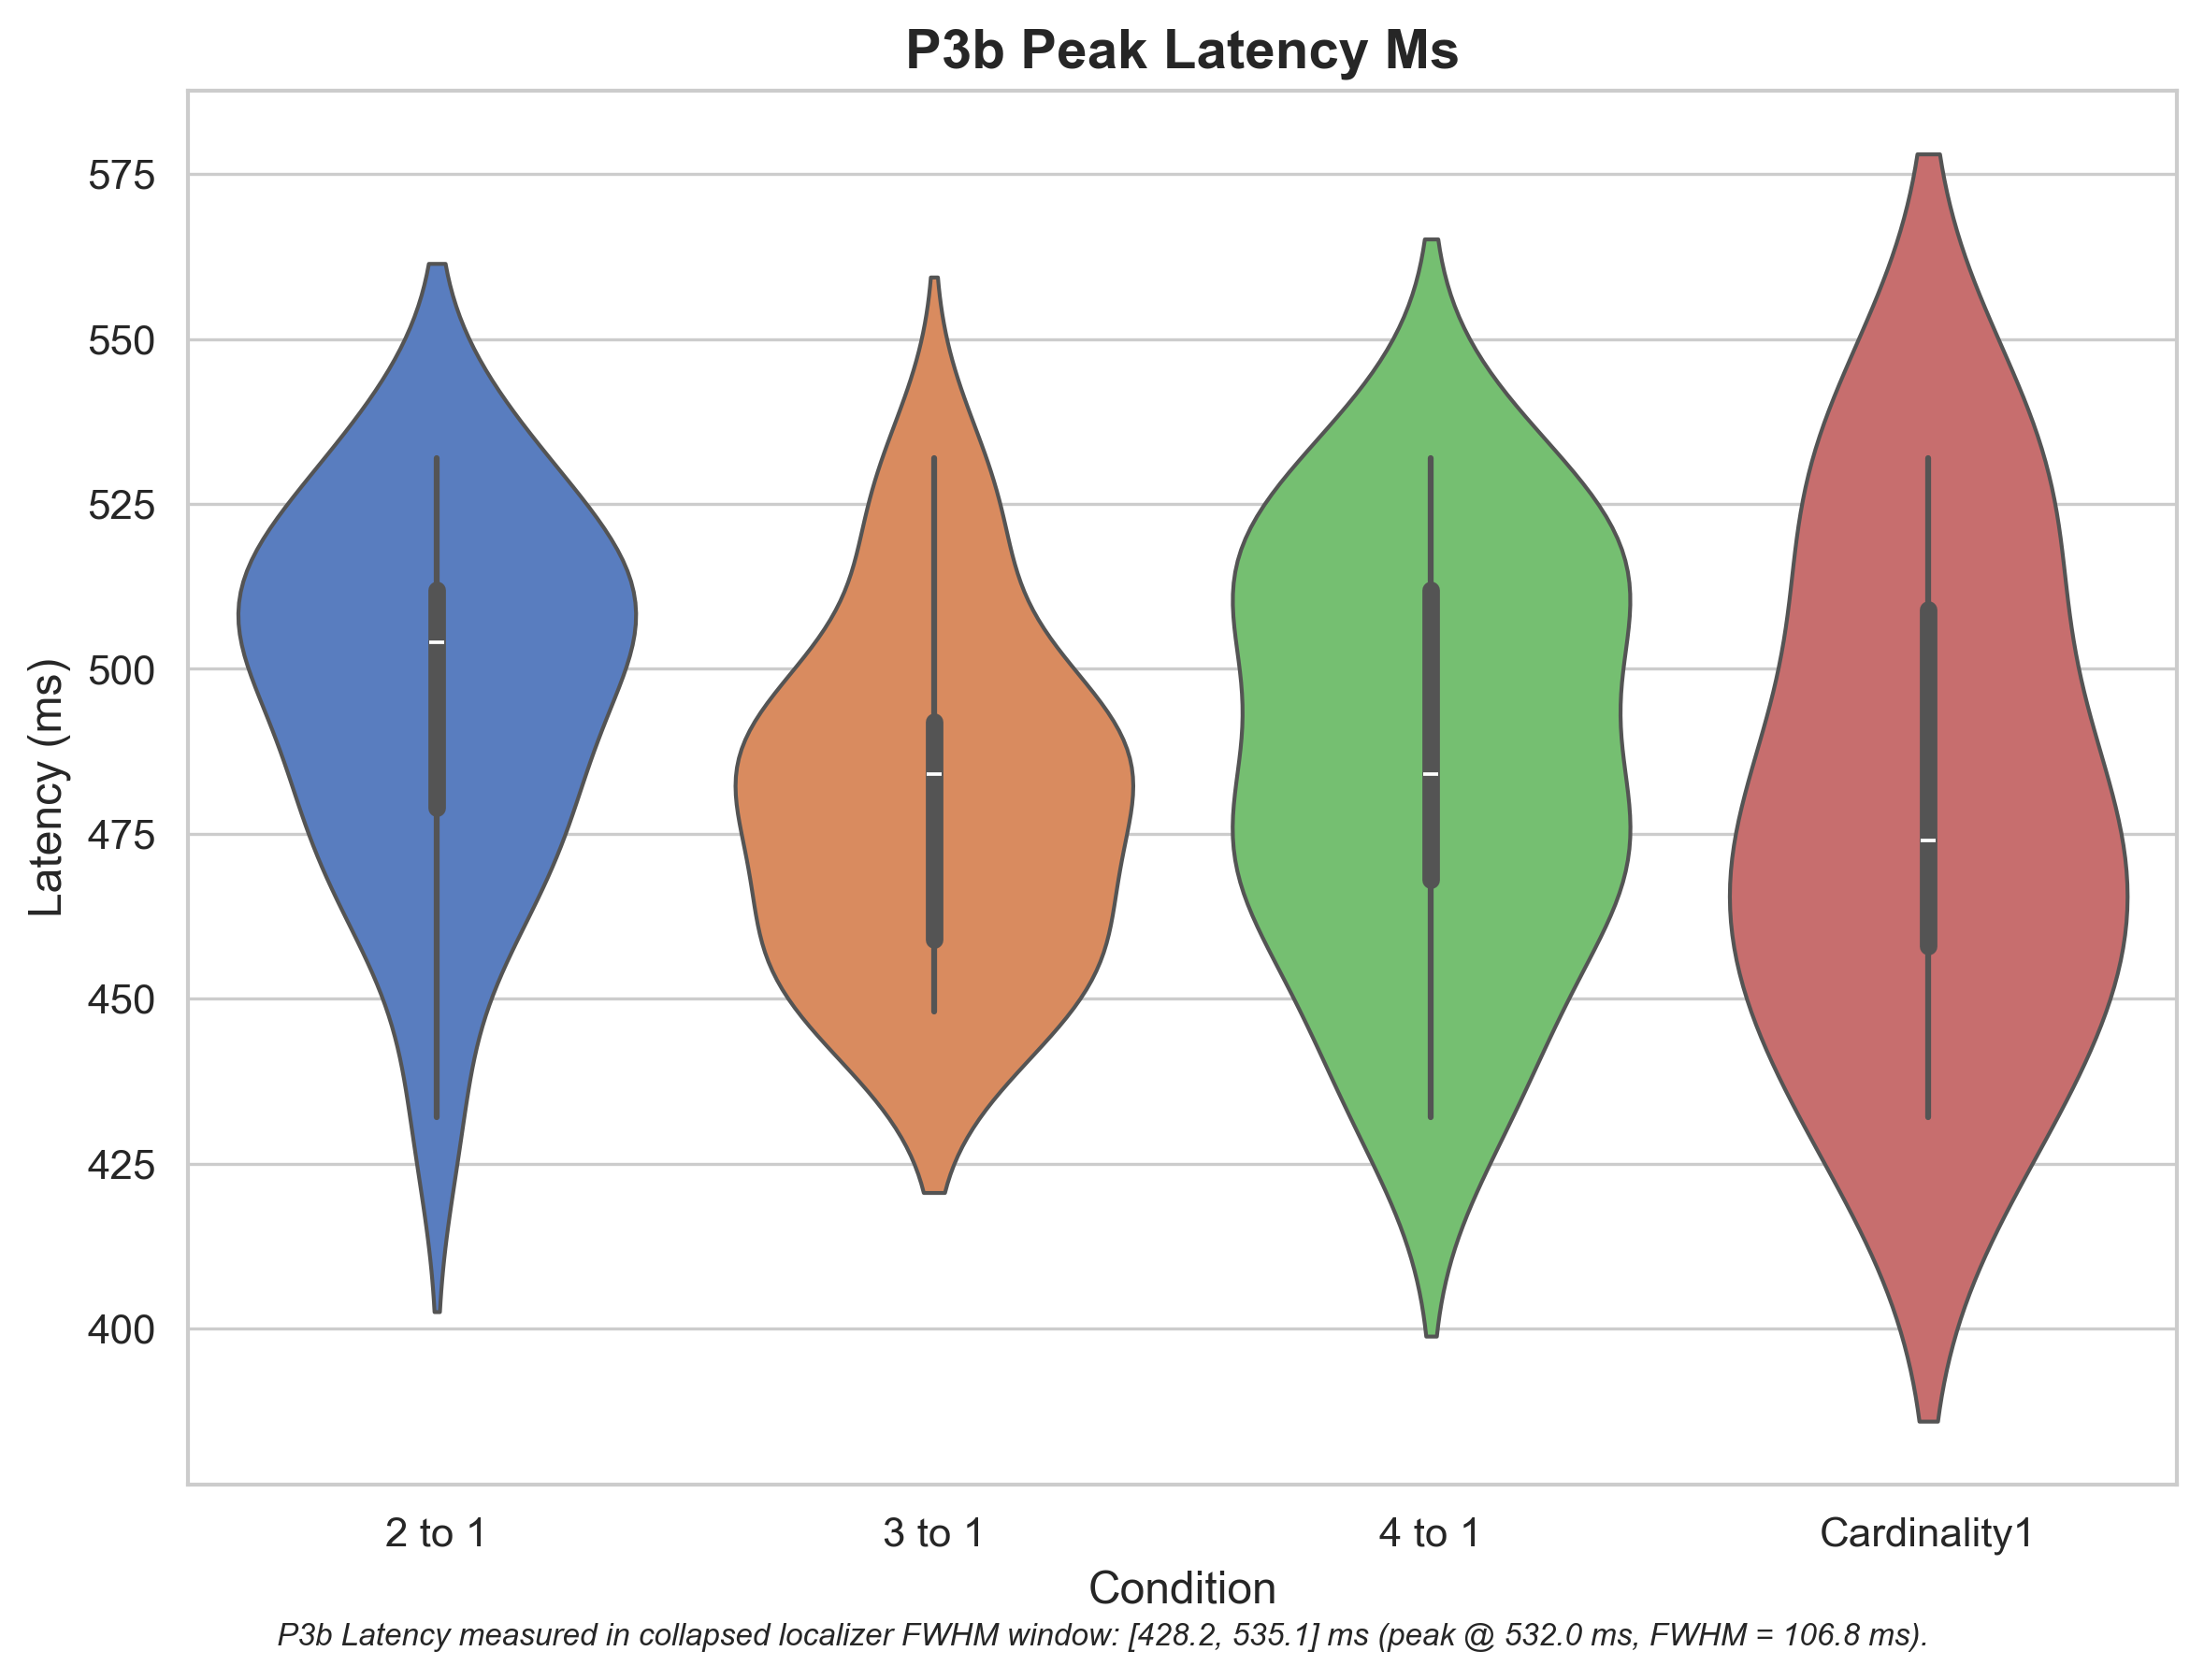 P3b Peak Latency Ms
575
550
525
500
475
450
425
400
Latency (ms)
2 to 1
3 to 1
4 to 1
Cardinality1
Condition
P3b Latency measured in collapsed localizer FWHM window: [428.2, 535.1] ms (peak @ 532.0 ms, FWHM = 106.8 ms).